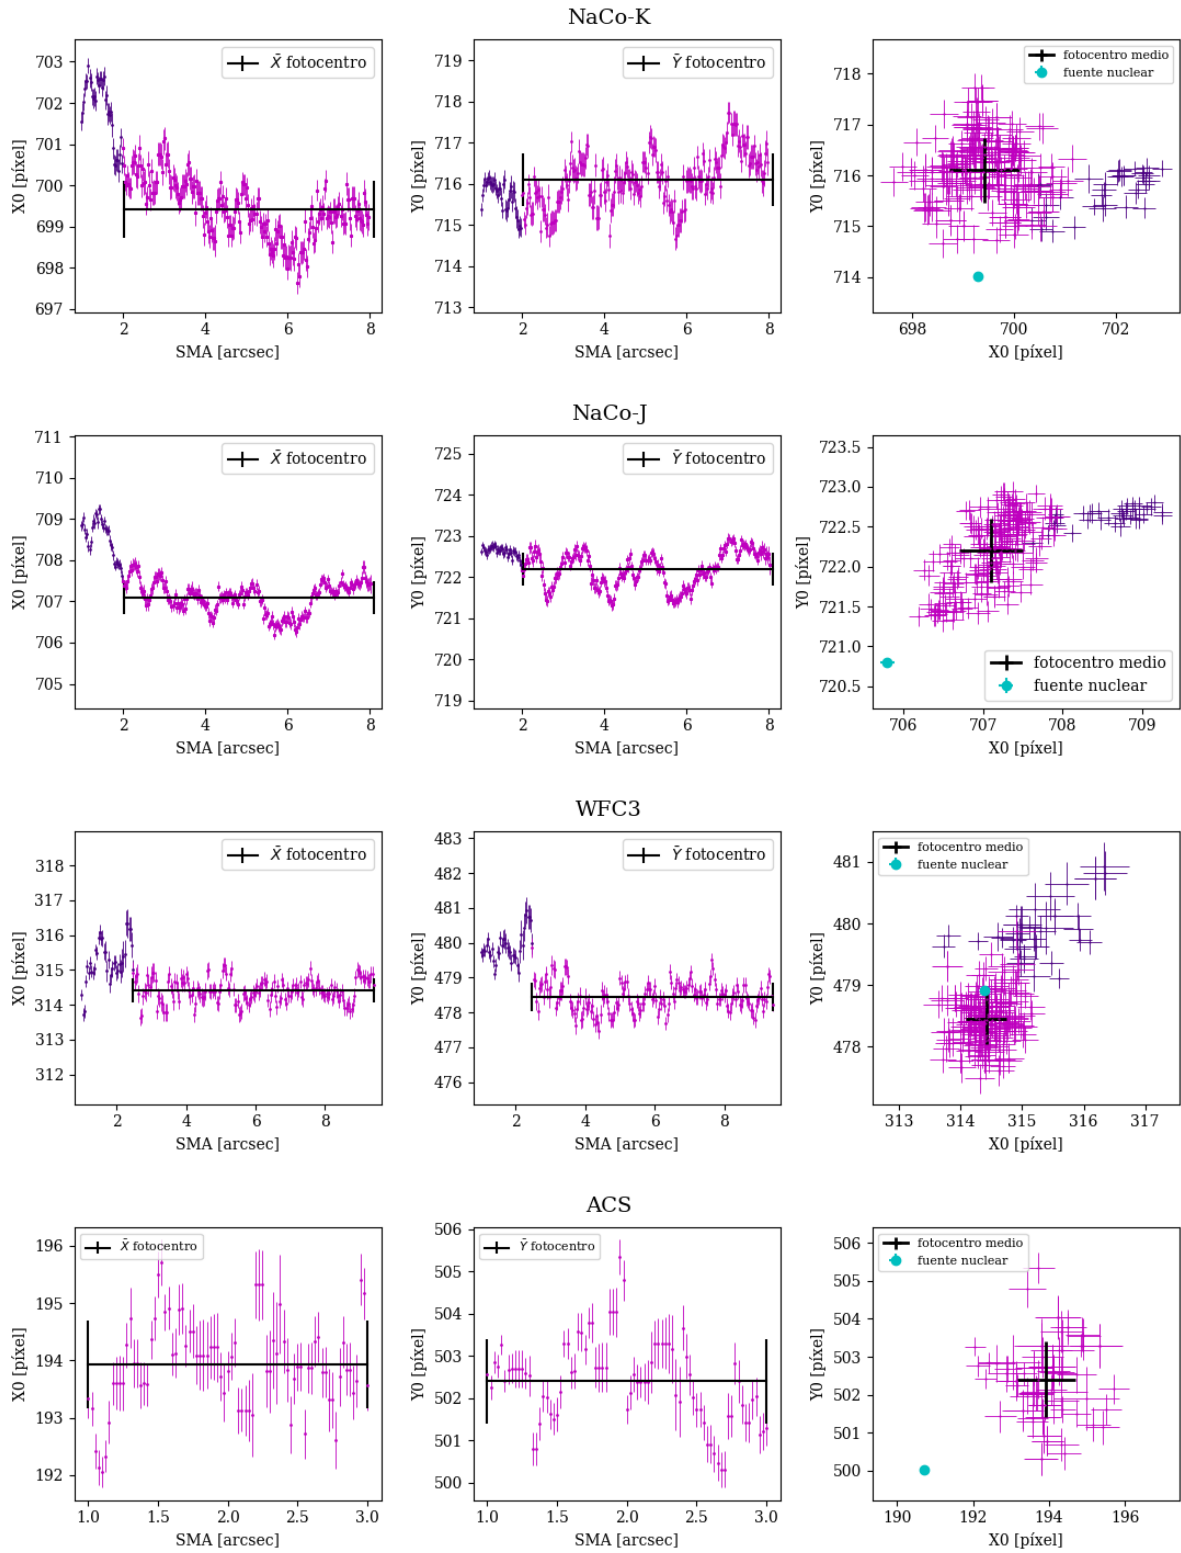 NaCo-K
703
702
701
700
699
698
697
X0 [píxel]
2 4 6 8
SMA [arcsec]
X̄ fotocentro
719
718
717
716
715
714
713
Y0 [píxel]
2 4 6 8
SMA [arcsec]
Ȳ fotocentro
718
717
716
715
714
Y0 [píxel]
698 700 702
X0 [píxel]
fotocentro medio
fuente nuclear
NaCo-J
711
710
709
708
707
706
705
X0 [píxel]
2 4 6 8
SMA [arcsec]
X̄ fotocentro
725
724
723
722
721
720
719
Y0 [píxel]
2 4 6 8
SMA [arcsec]
Ȳ fotocentro
723.5
723.0
722.5
722.0
721.5
721.0
720.5
Y0 [píxel]
706 707 708 709
X0 [píxel]
fotocentro medio
fuente nuclear
WFC3
318
317
316
315
314
313
312
X0 [píxel]
2 4 6 8
SMA [arcsec]
X̄ fotocentro
483
482
481
480
479
478
477
476
Y0 [píxel]
2 4 6 8
SMA [arcsec]
Ȳ fotocentro
481
480
479
478
Y0 [píxel]
313 314 315 316 317
X0 [píxel]
fotocentro medio
fuente nuclear
ACS
196
195
194
193
192
X0 [píxel]
1.0 1.5 2.0 2.5 3.0
SMA [arcsec]
X̄ fotocentro
506
505
504
503
502
501
500
Y0 [píxel]
1.0 1.5 2.0 2.5 3.0
SMA [arcsec]
Ȳ fotocentro
506
505
504
503
502
501
500
Y0 [píxel]
190 192 194 196
X0 [píxel]
fotocentro medio
fuente nuclear